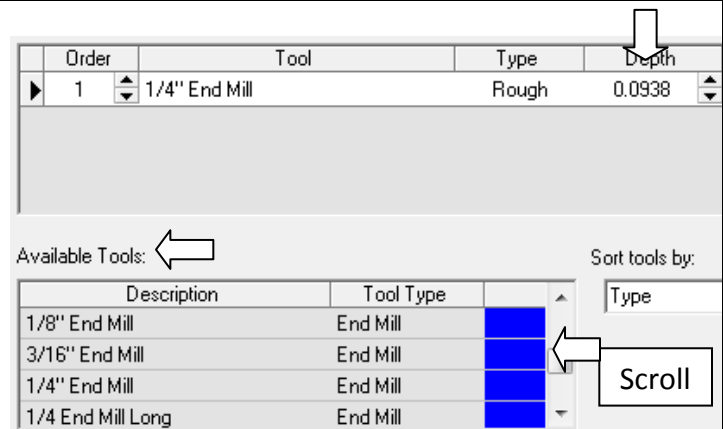 Order Tool Type Depth
1 1/4" End Mill Rough 0.0938
Available Tools: Sort tools by:
Description Tool Type Type
1/8" End Mill End Mill
3/16" End Mill End Mill
1/4" End Mill End Mill Scroll
1/4 End Mill Long End Mill